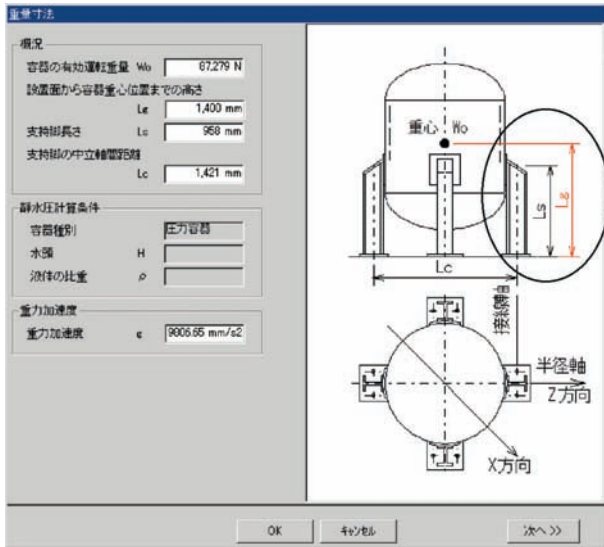 重量寸法
概況
容器の有効運転重量 Wo 87,279 N
設置面から容器重心位置までの高さ
Lg 1,400 mm
支持脚長さ Ls 958 mm
支持脚の中立軸間距離
Lc 1,421 mm
静水圧計算条件
容器種別 圧力容器
水頭 H
液体の比重 ρ
重力加速度
重力加速度 g 9806.65 mm/s2
重心 Wo
Ls
Lg
Lc
接線軸
半径軸
Z方向
X方向
OK キャンセル 次へ >>